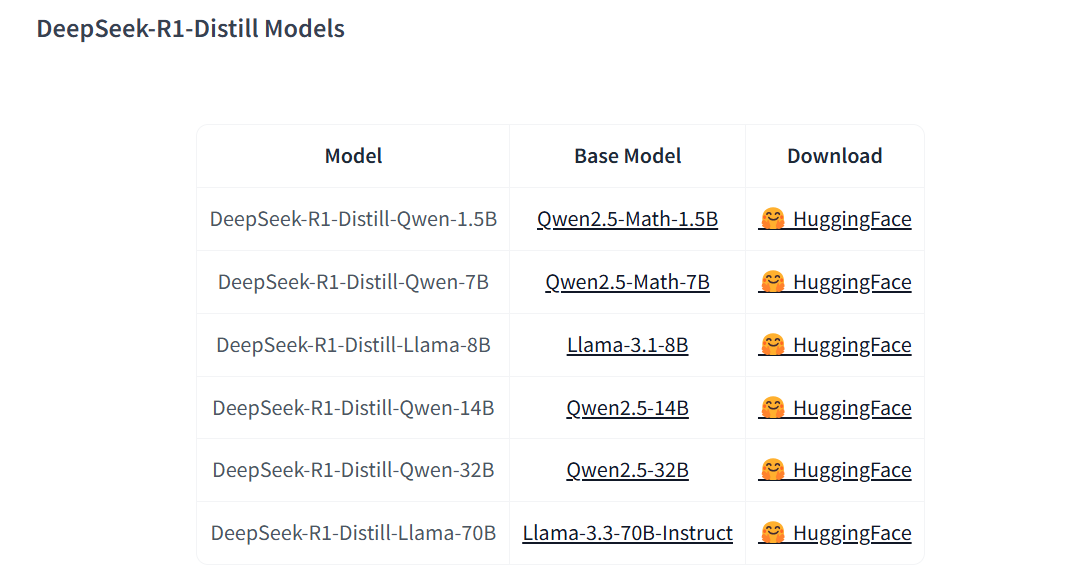 DeepSeek-R1-Distill Models
Model Base Model Download
DeepSeek-R1-Distill-Qwen-1.5B Qwen2.5-Math-1.5B 🤗 HuggingFace
DeepSeek-R1-Distill-Qwen-7B Qwen2.5-Math-7B 🤗 HuggingFace
DeepSeek-R1-Distill-Llama-8B Llama-3.1-8B 🤗 HuggingFace
DeepSeek-R1-Distill-Qwen-14B Qwen2.5-14B 🤗 HuggingFace
DeepSeek-R1-Distill-Qwen-32B Qwen2.5-32B 🤗 HuggingFace
DeepSeek-R1-Distill-Llama-70B Llama-3.3-70B-Instruct 🤗 HuggingFace